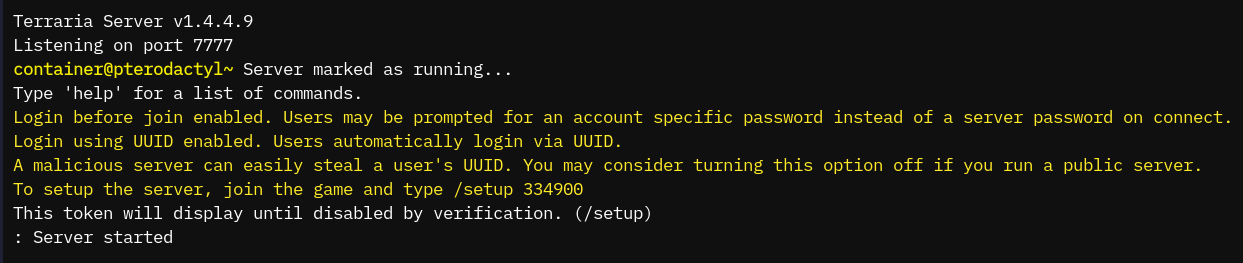 Terraria Server v1.4.4.9
Listening on port 7777
container@pterodactyl~ Server marked as running...
Type 'help' for a list of commands.
Login before join enabled. Users may be prompted for an account specific password instead of a server password on connect.
Login using UUID enabled. Users automatically login via UUID.
A malicious server can easily steal a user's UUID. You may consider turning this option off if you run a public server.
To setup the server, join the game and type /setup 334900
This token will display until disabled by verification. (/setup)
: Server started